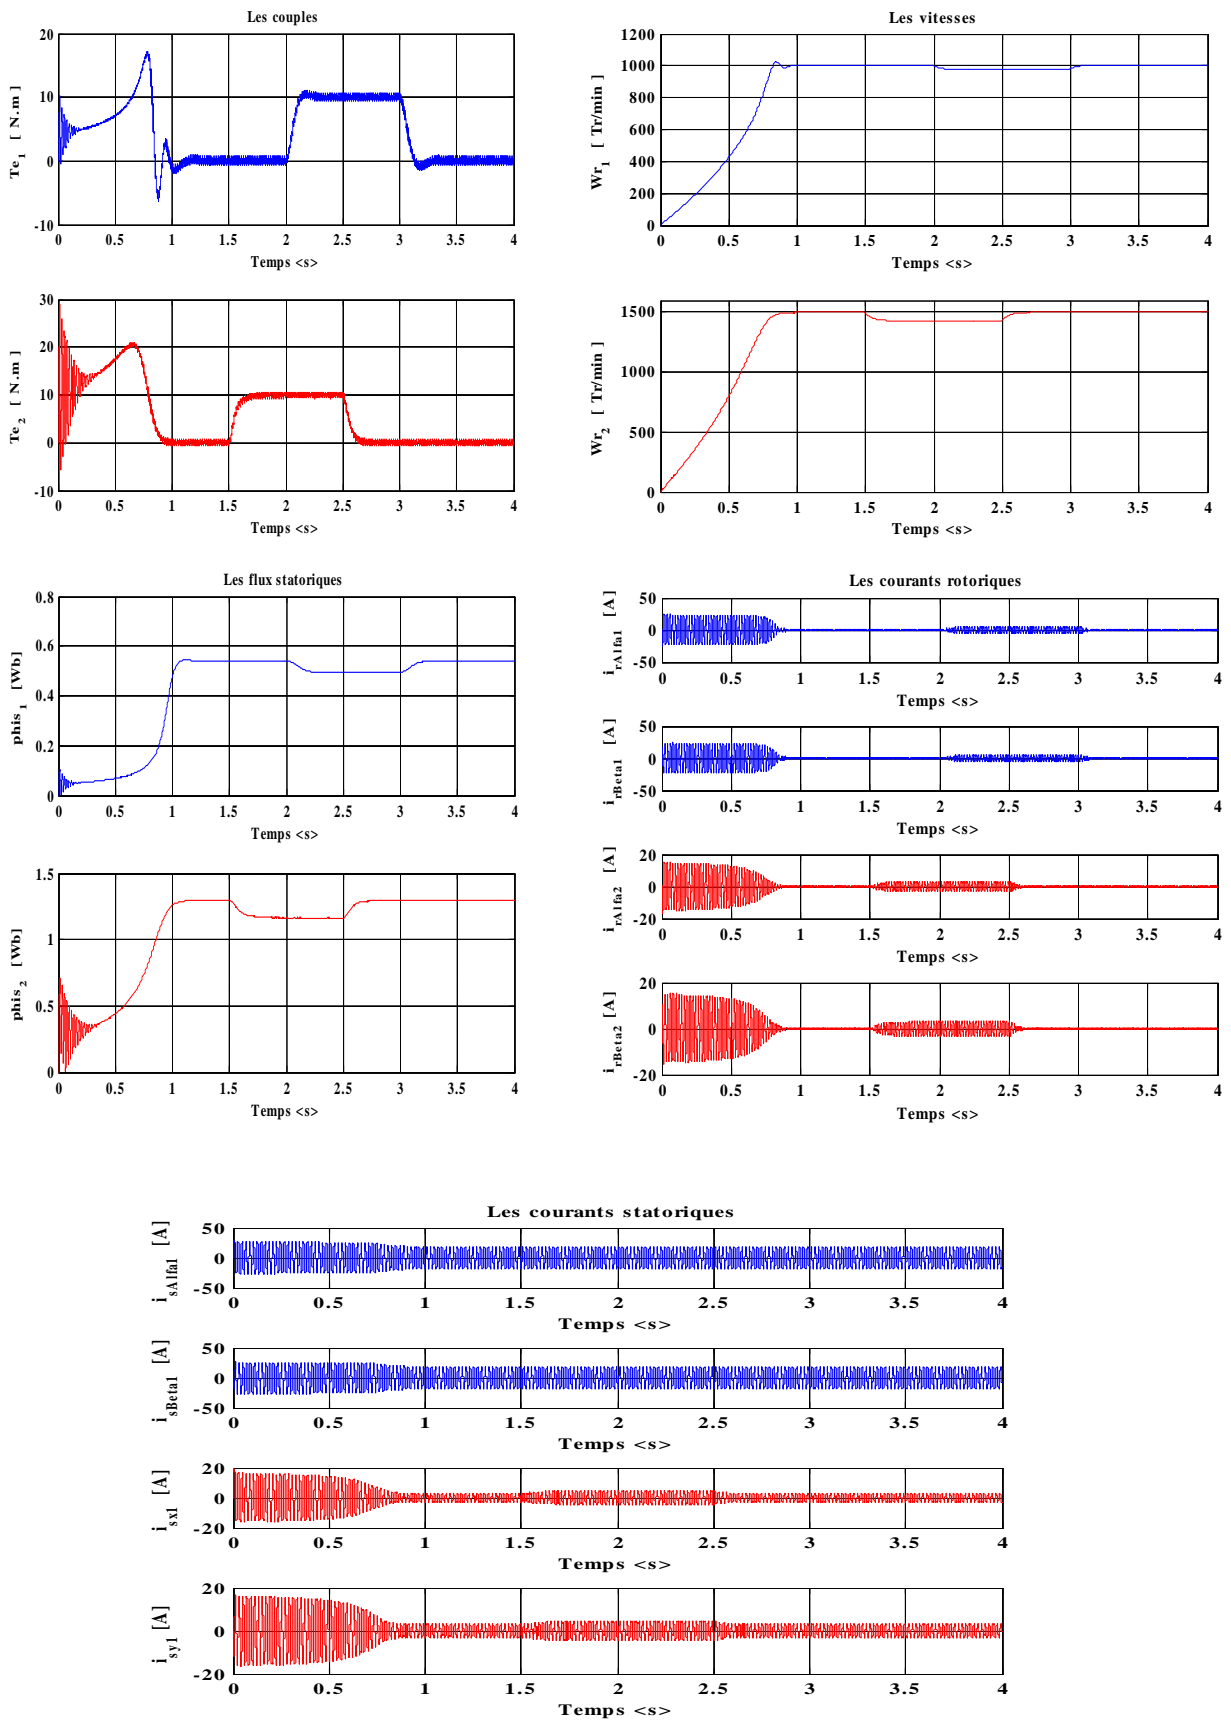 Les couples
Te1 [ N.m ]
20
10
0
-10
0 0.5 1 1.5 2 2.5 3 3.5 4
Temps <s>
Te2 [ N.m ]
30
20
10
0
-10
0 0.5 1 1.5 2 2.5 3 3.5 4
Temps <s>
Les vitesses
Wr1 [ Tr/min ]
1200
1000
800
600
400
200
0
0 0.5 1 1.5 2 2.5 3 3.5 4
Temps <s>
Wr2 [ Tr/min ]
1500
1000
500
0
0 0.5 1 1.5 2 2.5 3 3.5 4
Temps <s>
Les flux statoriques
phis1 [Wb]
0.8
0.6
0.4
0.2
0
0 0.5 1 1.5 2 2.5 3 3.5 4
Temps <s>
phis2 [Wb]
1.5
1
0.5
0
0 0.5 1 1.5 2 2.5 3 3.5 4
Temps <s>
Les courants rotoriques
irAlfa1 [A]
50
0
-50
0 0.5 1 1.5 2 2.5 3 3.5 4
Temps <s>
irBeta1 [A]
50
0
-50
0 0.5 1 1.5 2 2.5 3 3.5 4
Temps <s>
irAlfa2 [A]
20
0
-20
0 0.5 1 1.5 2 2.5 3 3.5 4
Temps <s>
irBeta2 [A]
20
0
-20
0 0.5 1 1.5 2 2.5 3 3.5 4
Temps <s>
Les courants statoriques
isAlfa1 [A]
50
0
-50
0 0.5 1 1.5 2 2.5 3 3.5 4
Temps <s>
isBeta1 [A]
50
0
-50
0 0.5 1 1.5 2 2.5 3 3.5 4
Temps <s>
isx1 [A]
20
0
-20
0 0.5 1 1.5 2 2.5 3 3.5 4
Temps <s>
isy1 [A]
20
0
-20
0 0.5 1 1.5 2 2.5 3 3.5 4
Temps <s>